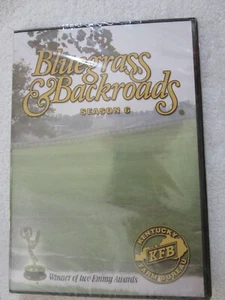 Bluegrass
& Backroads
SEASON 6
KENTUCKY
KFB
FARM BUREAU
Winner of two Emmy Awards